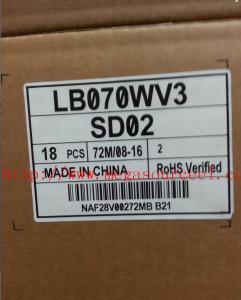 LB070WV3
SD02
18 PCS 72M/08-16 2
MADE IN CHINA RoHS Verified
NAF28V00272MB B21